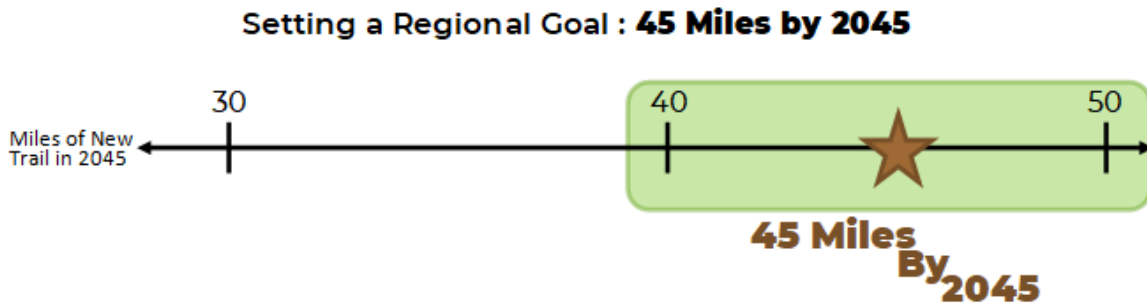 Setting a Regional Goal : 45 Miles by 2045
30
40
50
Miles of New
Trail in 2045
45 Miles
By
2045